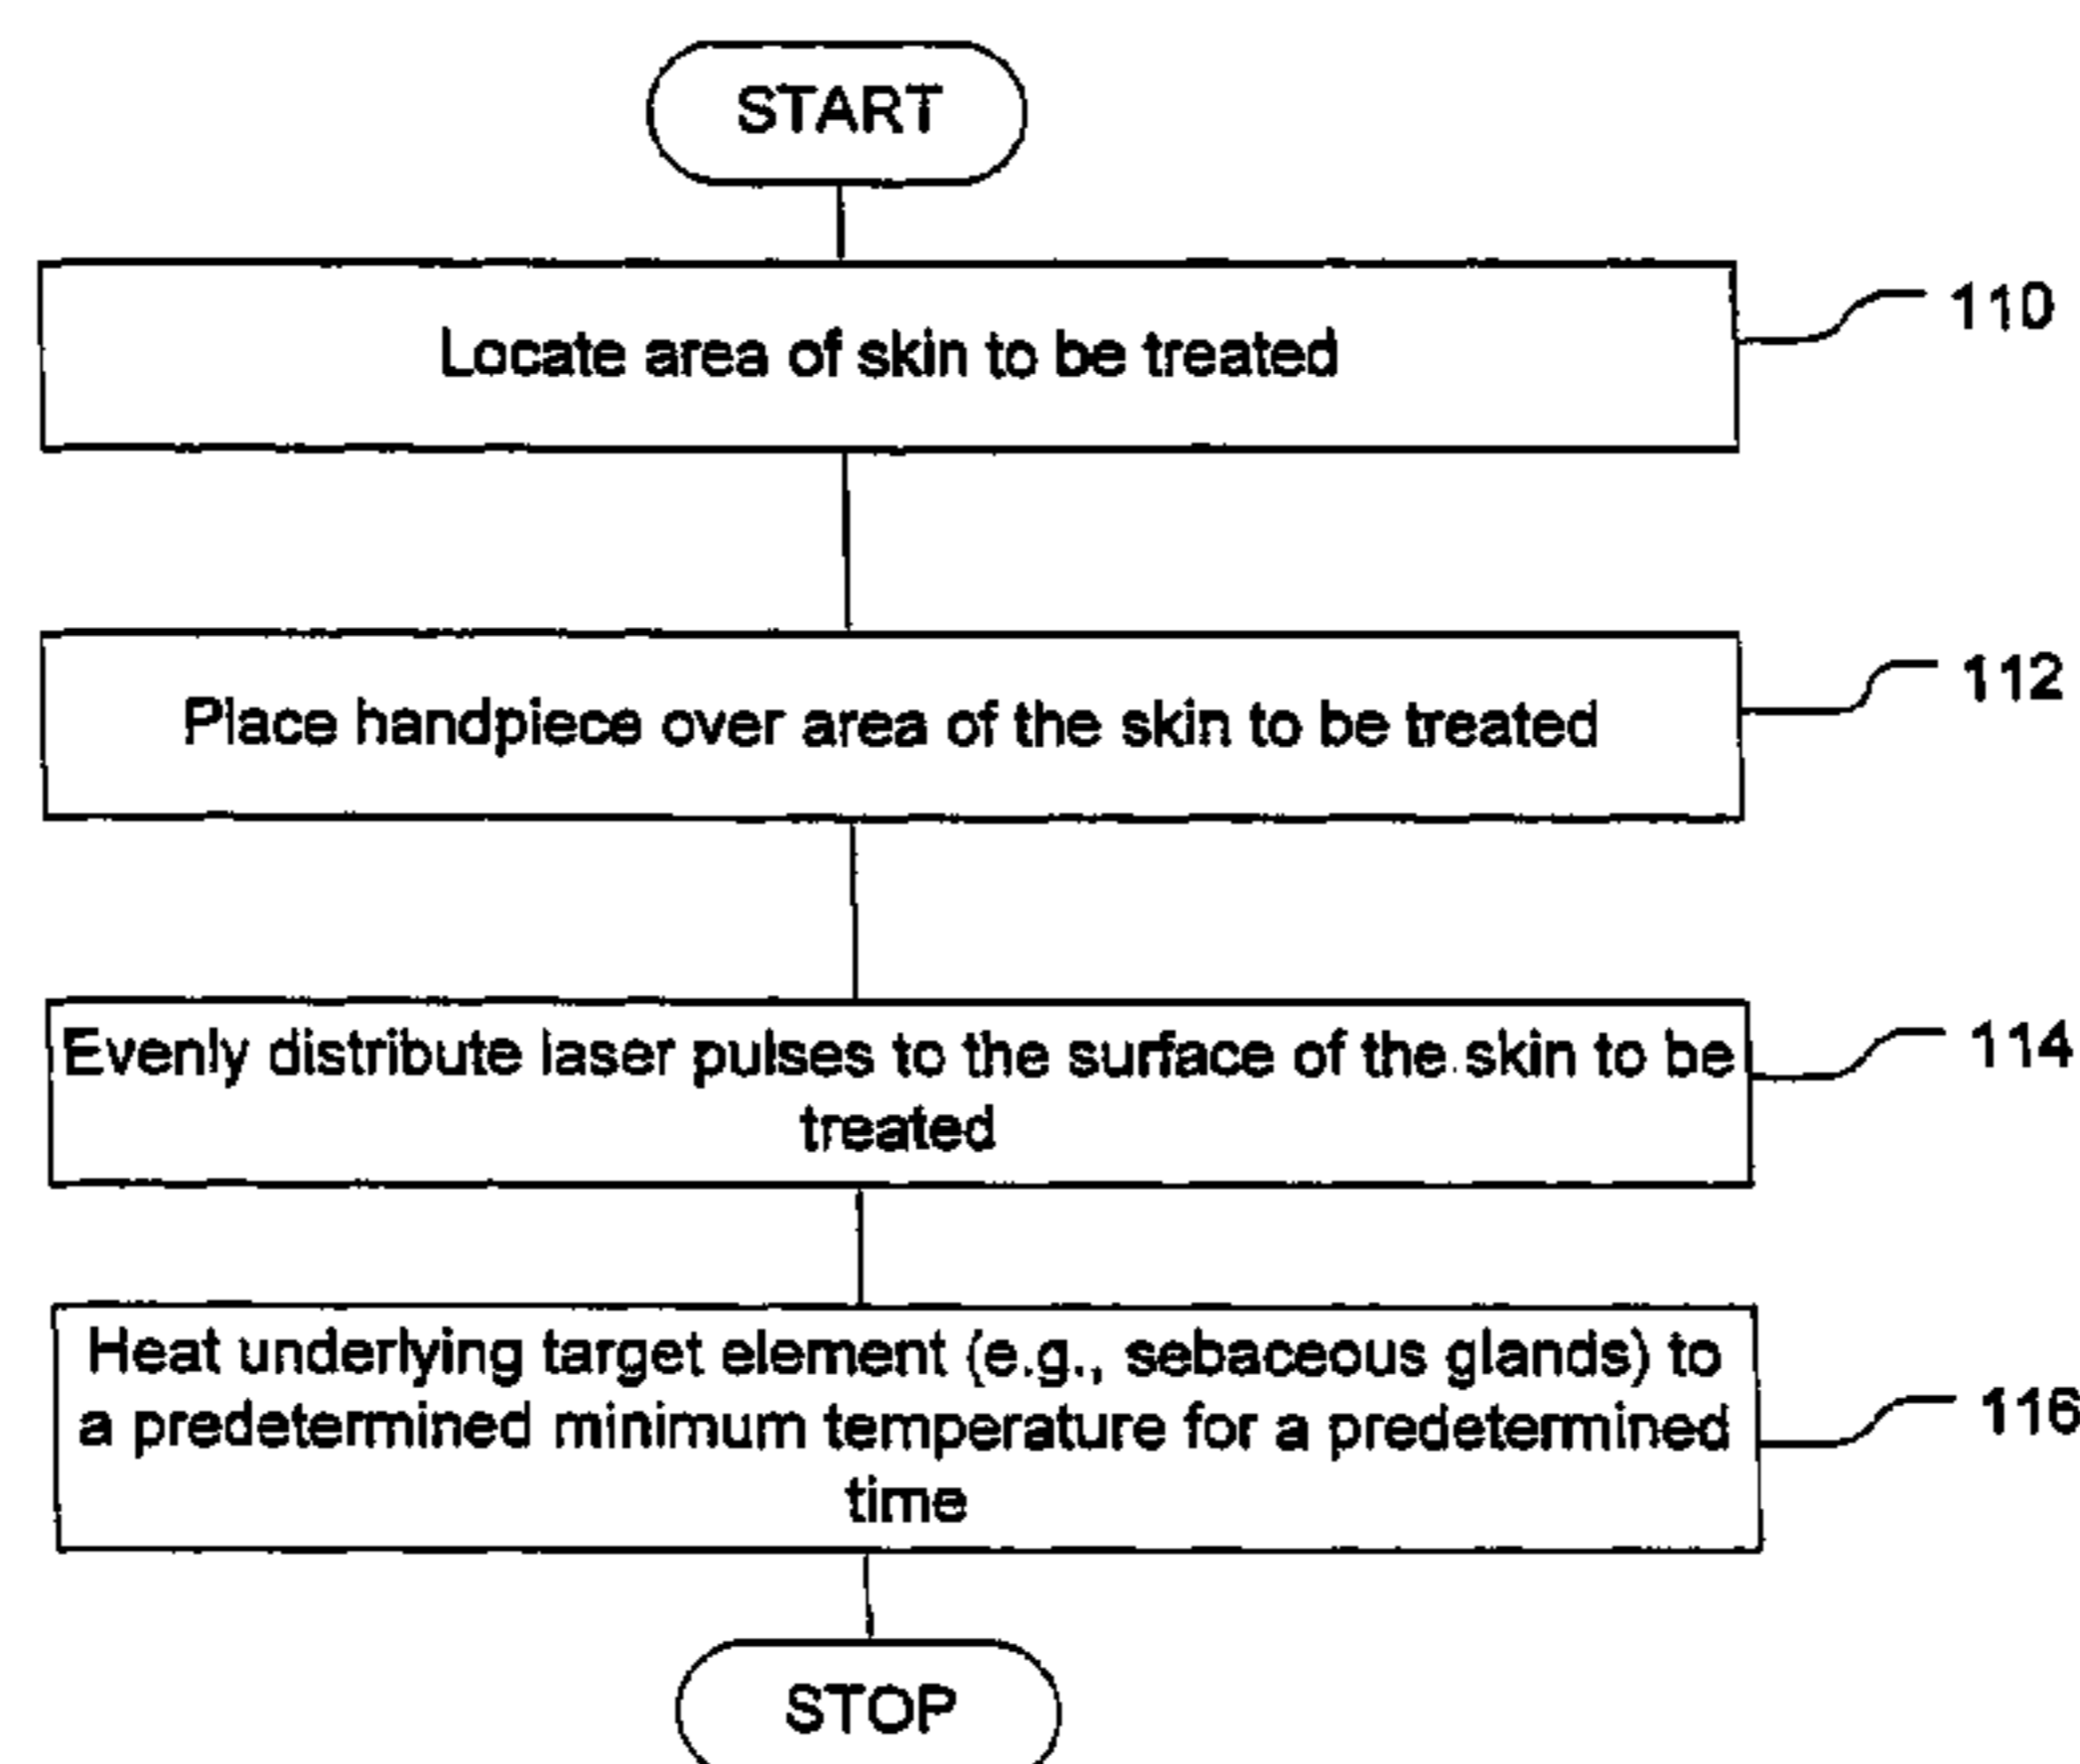 START
Locate area of skin to be treated
110
Place handpiece over area of the skin to be treated
112
Evenly distribute laser pulses to the surface of the skin to be
treated
114
Heat underlying target element (e.g., sebaceous glands) to
a predetermined minimum temperature for a predetermined
time
116
STOP